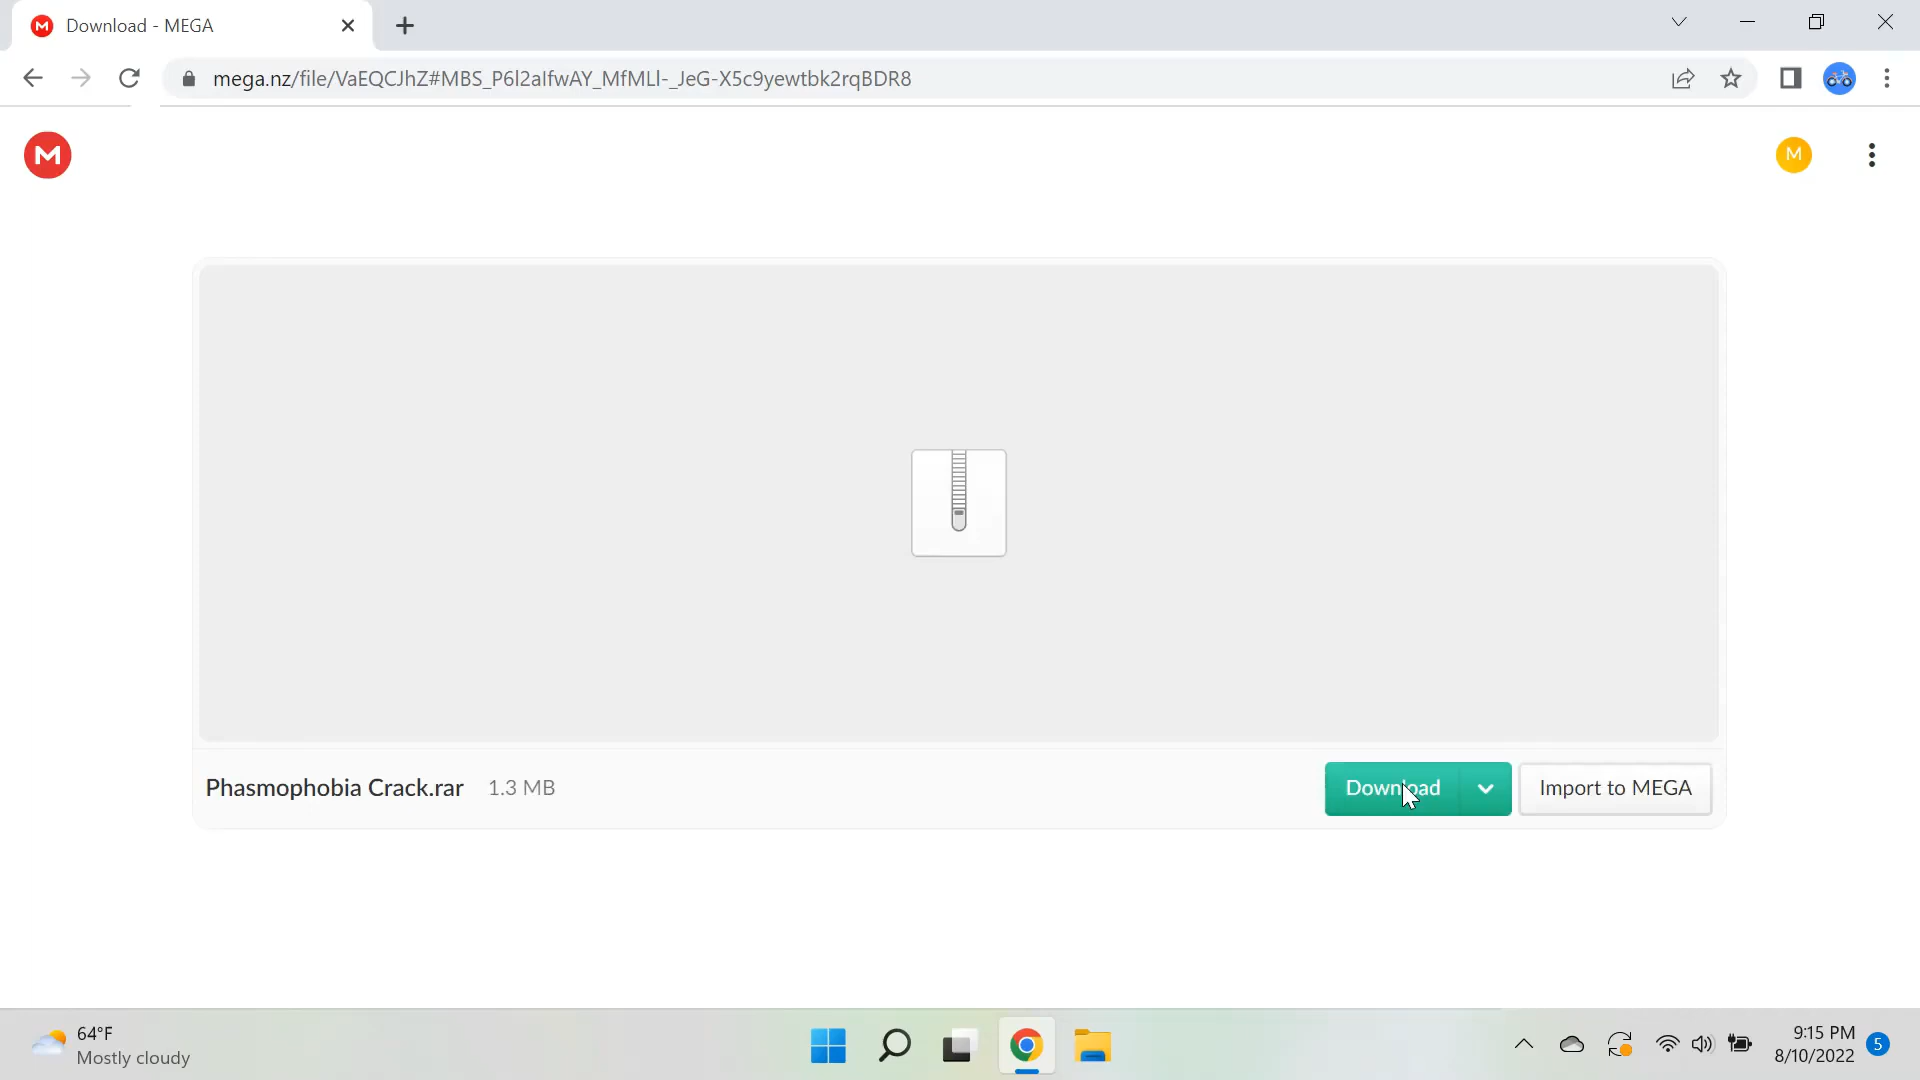 Download - MEGA
mega.nz/file/VaEQCJhZ#MBS_P6l2aIfwAY_MfMLl-_JeG-X5c9yewtbk2rqBDR8
M
M
Phasmophobia Crack.rar 1.3 MB
Download
Import to MEGA
64°F
Mostly cloudy
9:15 PM
8/10/2022
5